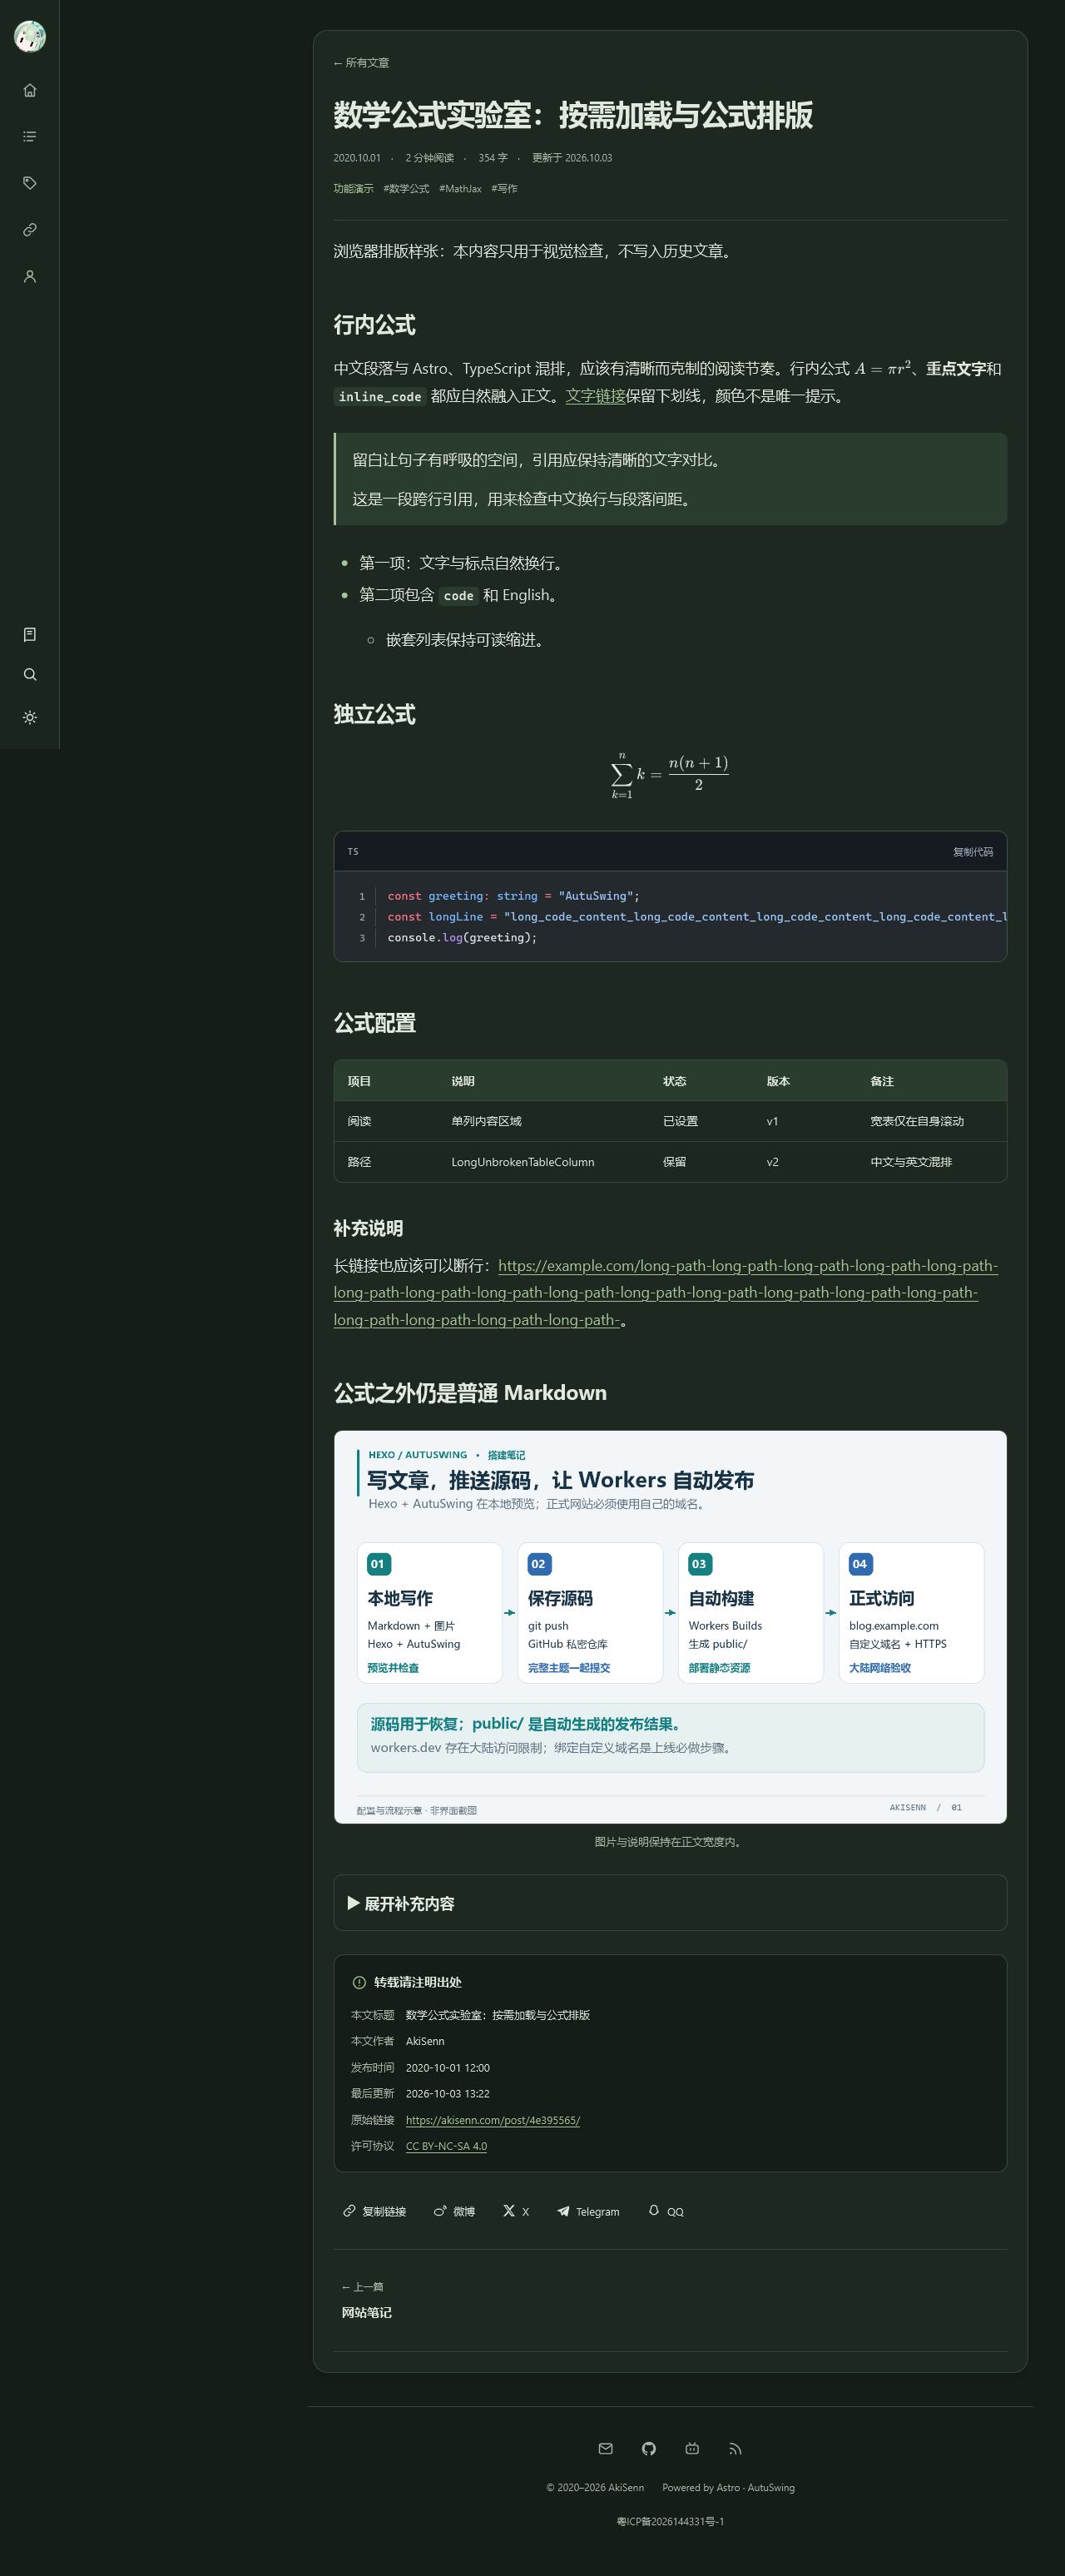 ← 所有文章
数学公式实验室：按需加载与公式排版
2020.10.01 · 2 分钟阅读 · 354 字 · 更新于 2026.10.03
功能演示 #数学公式 #MathJax #写作
浏览器排版样张：本内容只用于视觉检查，不写入历史文章。
行内公式
中文段落与 Astro、TypeScript 混排，应该有清晰而克制的阅读节奏。行内公式 A = πr²、重点文字和
inline_code 都应自然融入正文。文字链接保留下划线，颜色不是唯一提示。
留白让句子有呼吸的空间，引用应保持清晰的文字对比。
这是一段跨行引用，用来检查中文换行与段落间距。
第一项：文字与标点自然换行。
第二项包含 code 和 English。
嵌套列表保持可读缩进。
独立公式
n
∑ k = n(n + 1) / 2
k=1
TS 复制代码
1 const greeting: string = "AutuSwing";
2 const longLine = "long_code_content_long_code_content_long_code_content_long_code_content_l
3 console.log(greeting);
公式配置
项目 说明 状态 版本 备注
阅读 单列内容区域 已设置 v1 宽表仅在自身滚动
路径 LongUnbrokenTableColumn 保留 v2 中文与英文混排
补充说明
长链接也应该可以断行：https://example.com/long-path-long-path-long-path-long-path-long-path-
long-path-long-path-long-path-long-path-long-path-long-path-long-path-long-path-long-path-
long-path-long-path-long-path-long-path-。
公式之外仍是普通 Markdown
HEXO / AUTUSWING • 搭建笔记
写文章，推送源码，让 Workers 自动发布
Hexo + AutuSwing 在本地预览；正式网站必须使用自己的域名。
01 02 03 04
本地写作 保存源码 自动构建 正式访问
Markdown + 图片 git push Workers Builds blog.example.com
Hexo + AutuSwing GitHub 私密仓库 生成 public/ 自定义域名 + HTTPS
预览并检查 完整主题一起提交 部署静态资源 大陆网络验收
源码用于恢复；public/ 是自动生成的发布结果。
workers.dev 存在大陆访问限制；绑定自定义域名是上线必做步骤。
配置与流程示意 · 非界面截图 AKISENN / 01
图片与说明保持在正文宽度内。
▶ 展开补充内容
转载请注明出处
本文标题 数学公式实验室：按需加载与公式排版
本文作者 AkiSenn
发布时间 2020-10-01 12:00
最后更新 2026-10-03 13:22
原始链接 https://akisenn.com/post/4e395565/
许可协议 CC BY-NC-SA 4.0
复制链接 微博 X Telegram QQ
← 上一篇
网站笔记
© 2020–2026 AkiSenn Powered by Astro · AutuSwing
粤ICP备2026144331号-1